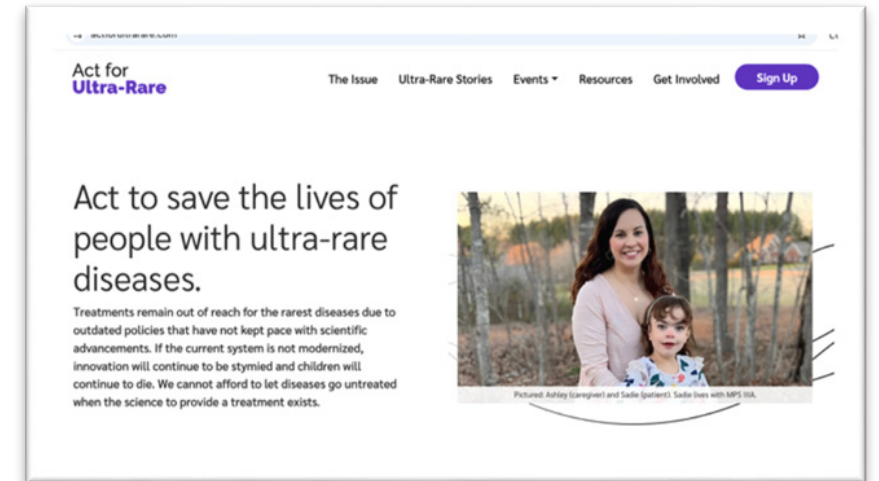 actforultrarare.com
Act for
Ultra-Rare
The Issue Ultra-Rare Stories Events Resources Get Involved Sign Up
Act to save the lives of
people with ultra-rare
diseases.
Treatments remain out of reach for the rarest diseases due to
outdated policies that have not kept pace with scientific
advancements. If the current system is not modernized,
innovation will continue to be stymied and children will
continue to die. We cannot afford to let diseases go untreated
when the science to provide a treatment exists.
Pictured: Ashley (caregiver) and Sadie (patient). Sadie lives with MPS IIIA.